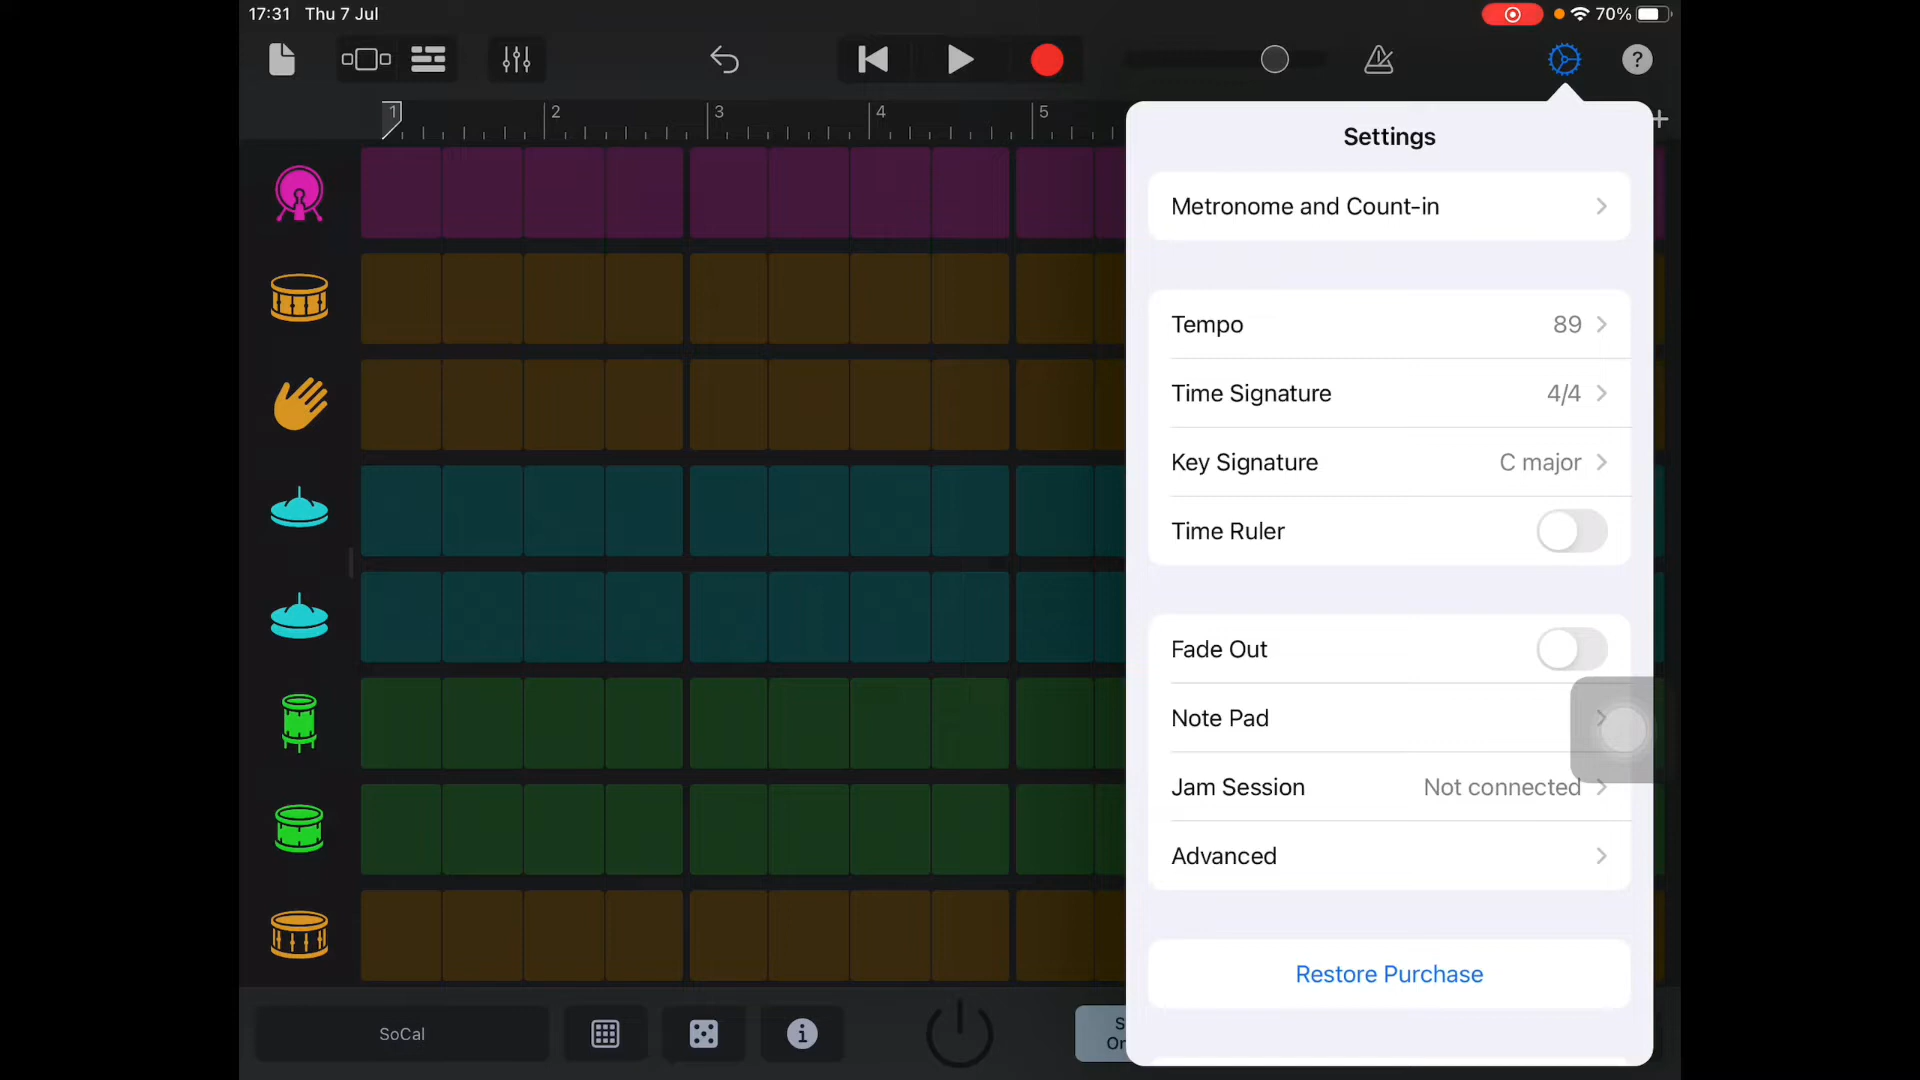 17:31 Thu 7 Jul
70%
?
1 2 3 4 5
Settings
Metronome and Count-in
Tempo 89
Time Signature 4/4
Key Signature C major
Time Ruler
Fade Out
Note Pad
Jam Session Not connected
Advanced
Restore Purchase
SoCal